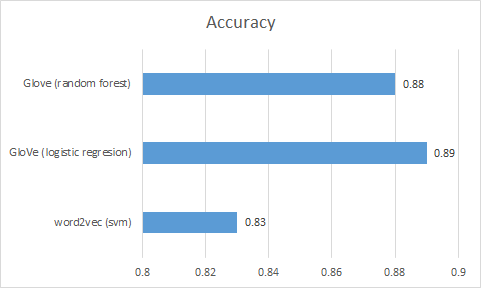 Accuracy
Glove (random forest)
0.88
GloVe (logistic regresion)
0.89
word2vec (svm)
0.83
0.8 0.82 0.84 0.86 0.88 0.9